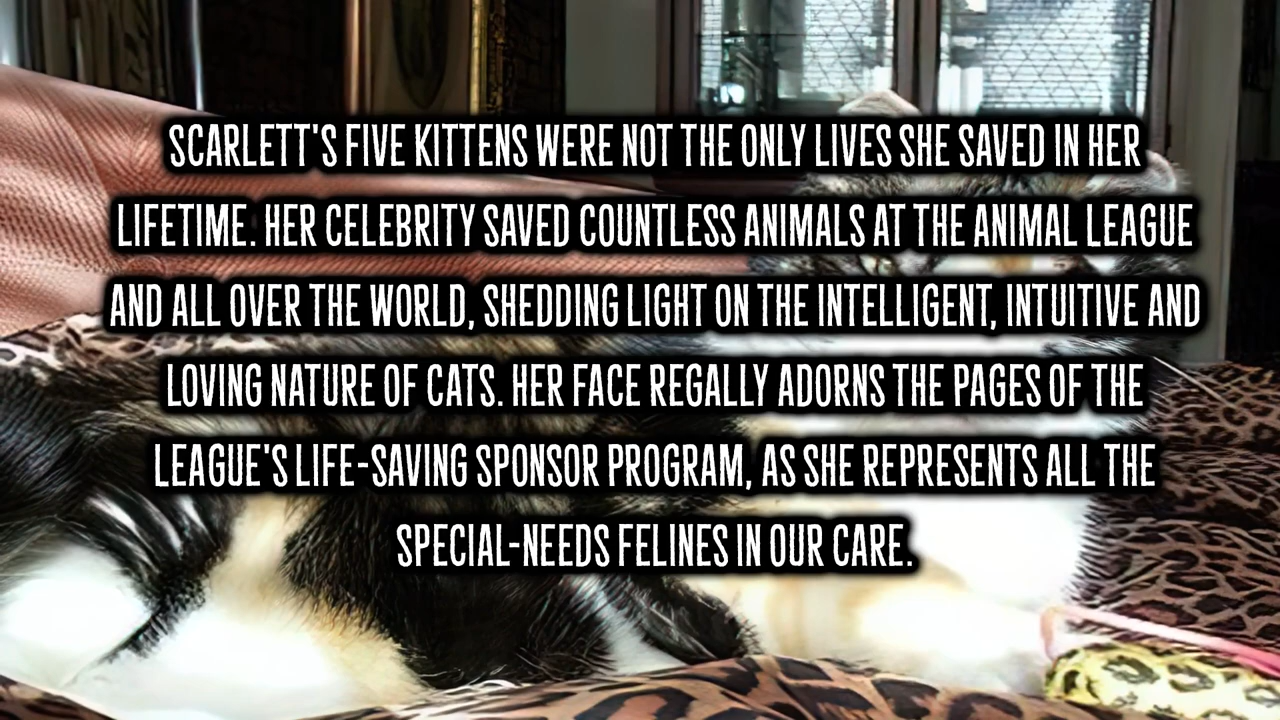 SCARLETT'S FIVE KITTENS WERE NOT THE ONLY LIVES SHE SAVED IN HER
LIFETIME. HER CELEBRITY SAVED COUNTLESS ANIMALS AT THE ANIMAL LEAGUE
AND ALL OVER THE WORLD, SHEDDING LIGHT ON THE INTELLIGENT, INTUITIVE AND
LOVING NATURE OF CATS. HER FACE REGALLY ADORNS THE PAGES OF THE
LEAGUE'S LIFE-SAVING SPONSOR PROGRAM, AS SHE REPRESENTS ALL THE
SPECIAL-NEEDS FELINES IN OUR CARE.